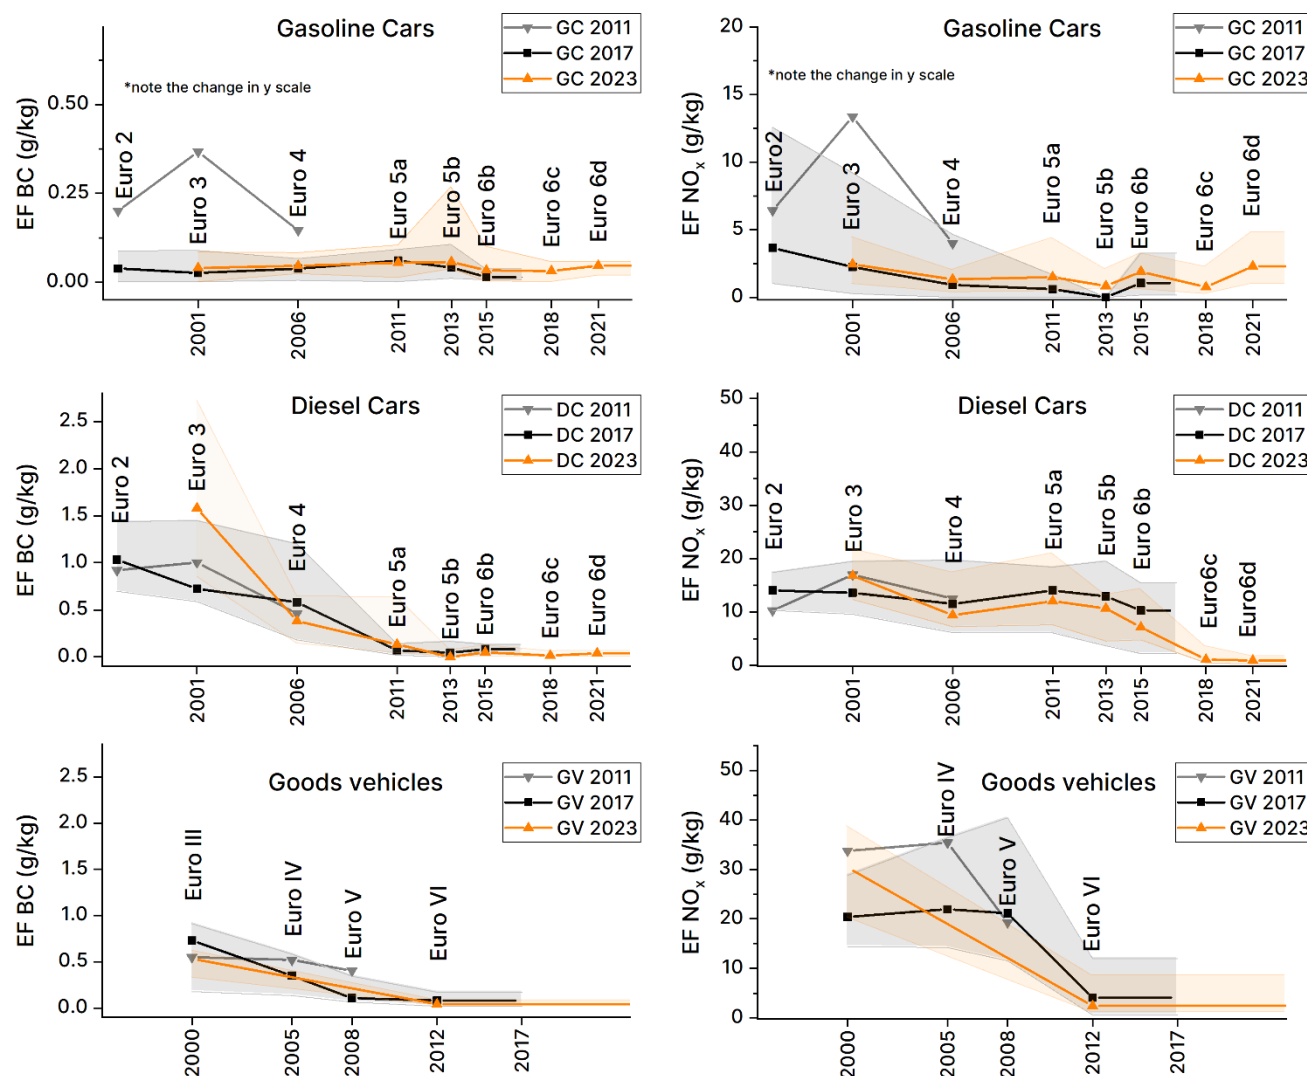 Gasoline Cars
GC 2011
GC 2017
GC 2023
*note the change in y scale
EF BC (g/kg)
0.50
0.25
0.00
Euro 2
Euro 3
Euro 4
Euro 5a
Euro 5b
Euro 6b
Euro 6c
Euro 6d
2001
2006
2011
2013
2015
2018
2021
Gasoline Cars
GC 2011
GC 2017
GC 2023
*note the change in y scale
EF NOx (g/kg)
20
15
10
5
0
Euro2
Euro 3
Euro 4
Euro 5a
Euro 5b
Euro 6b
Euro 6c
Euro 6d
2001
2006
2011
2013
2015
2018
2021
Diesel Cars
DC 2011
DC 2017
DC 2023
EF BC (g/kg)
2.5
2.0
1.5
1.0
0.5
0.0
Euro 2
Euro 3
Euro 4
Euro 5a
Euro 5b
Euro 6b
Euro 6c
Euro 6d
2001
2006
2011
2013
2015
2018
2021
Diesel Cars
DC 2011
DC 2017
DC 2023
EF NOx (g/kg)
50
40
30
20
10
0
Euro 2
Euro 3
Euro 4
Euro 5a
Euro 5b
Euro 6b
Euro6c
Euro6d
2001
2006
2011
2013
2015
2018
2021
Goods vehicles
GV 2011
GV 2017
GV 2023
EF BC (g/kg)
2.5
2.0
1.5
1.0
0.5
0.0
Euro III
Euro IV
Euro V
Euro VI
2000
2005
2008
2012
2017
Goods vehicles
GV 2011
GV 2017
GV 2023
EF NOx (g/kg)
50
40
30
20
10
0
Euro IV
Euro V
Euro VI
2000
2005
2008
2012
2017